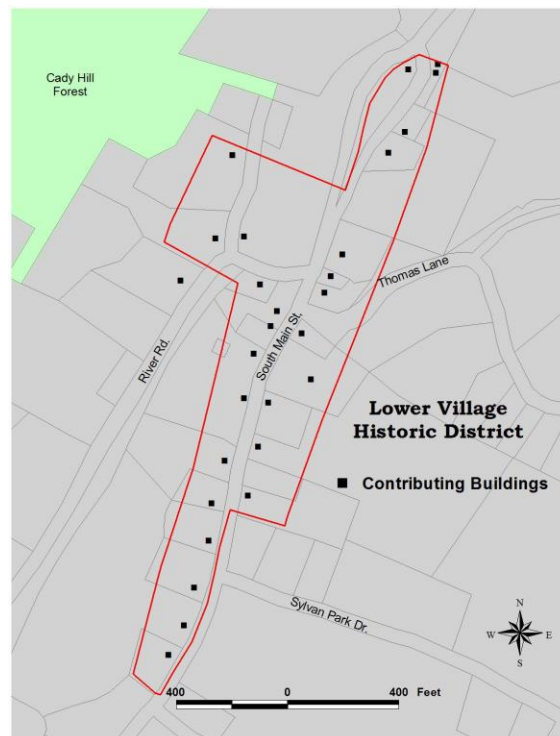 Cady Hill
Forest
Thomas Lane
River Rd.
South Main St.
Lower Village
Historic District
Contributing Buildings
Sylvan Park Dr.
N
W E
S
400 0 400 Feet